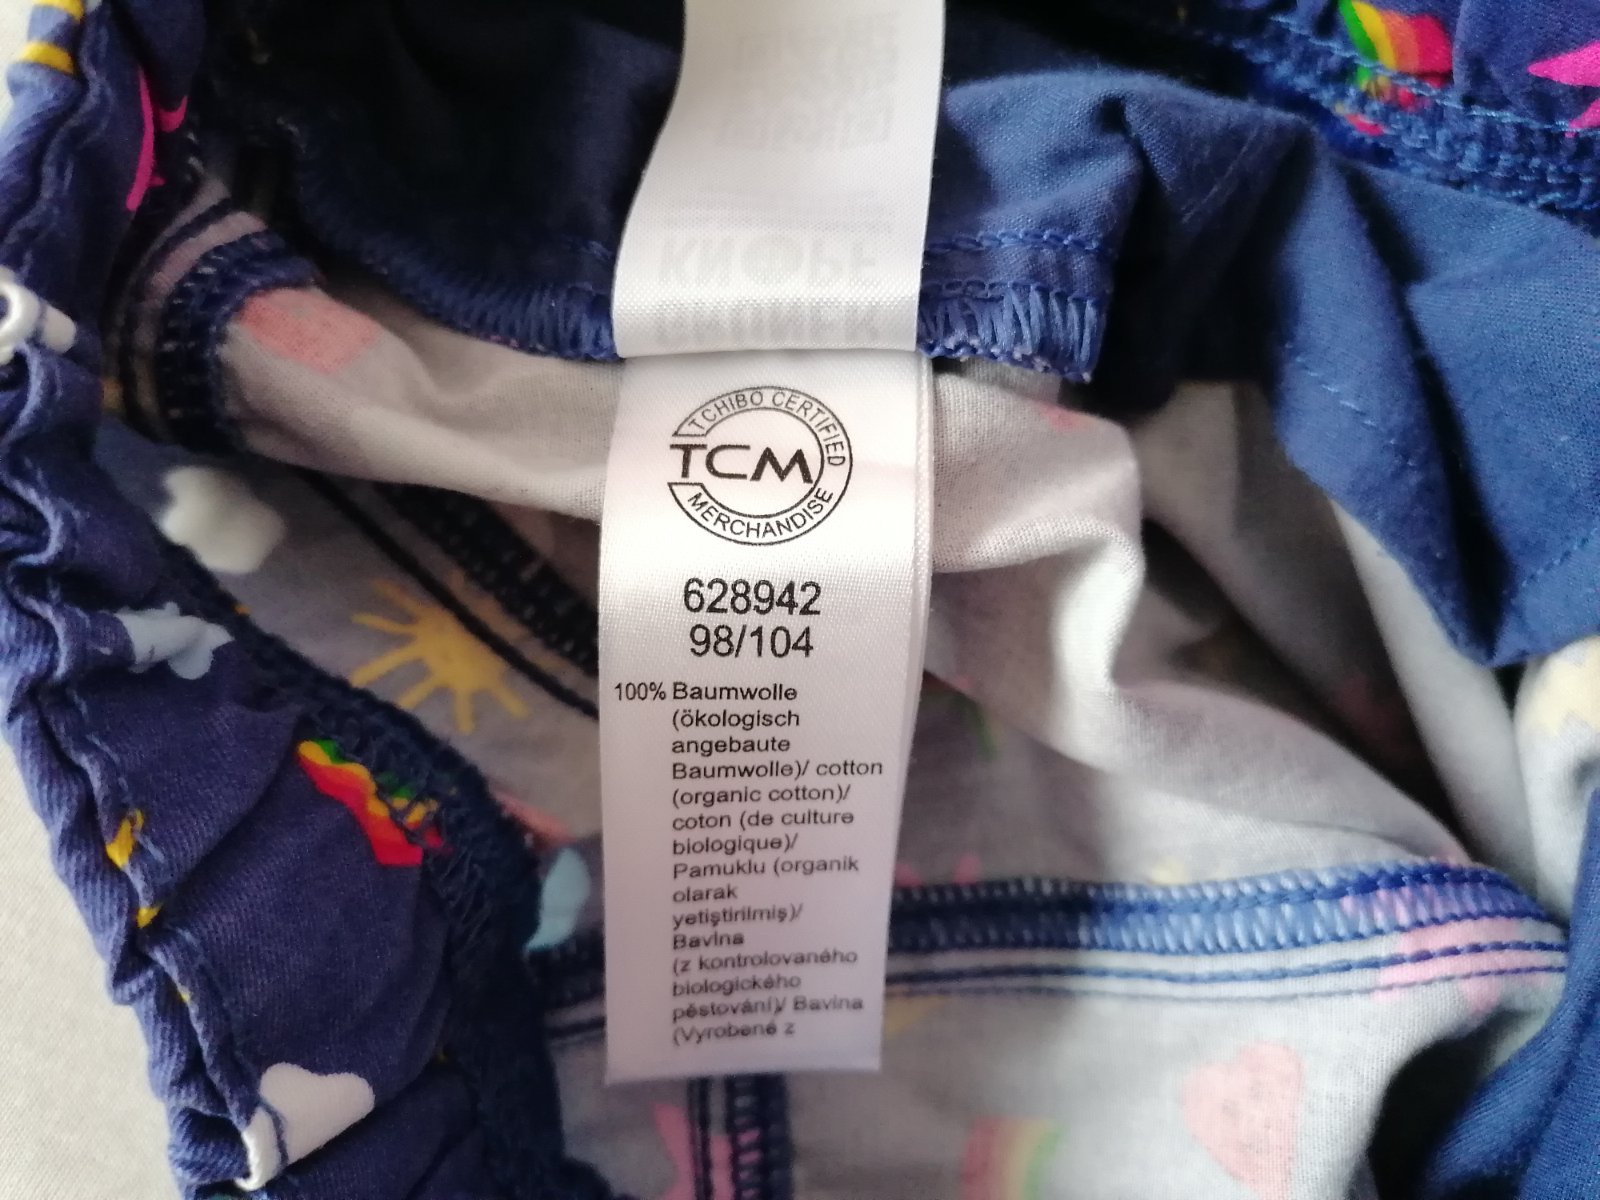 TCHIBO CERTIFIED
TCM
MERCHANDISE
628942
98/104
100% Baumwolle
(ökologisch
angebaute
Baumwolle)/ cotton
(organic cotton)/
coton (de culture
biologique)/
Pamuklu (organik
olarak
yetiştirilmiş)/
Bavlna
(z kontrolovaného
biologického
pěstování)/ Bavlna
(Vyrobené z